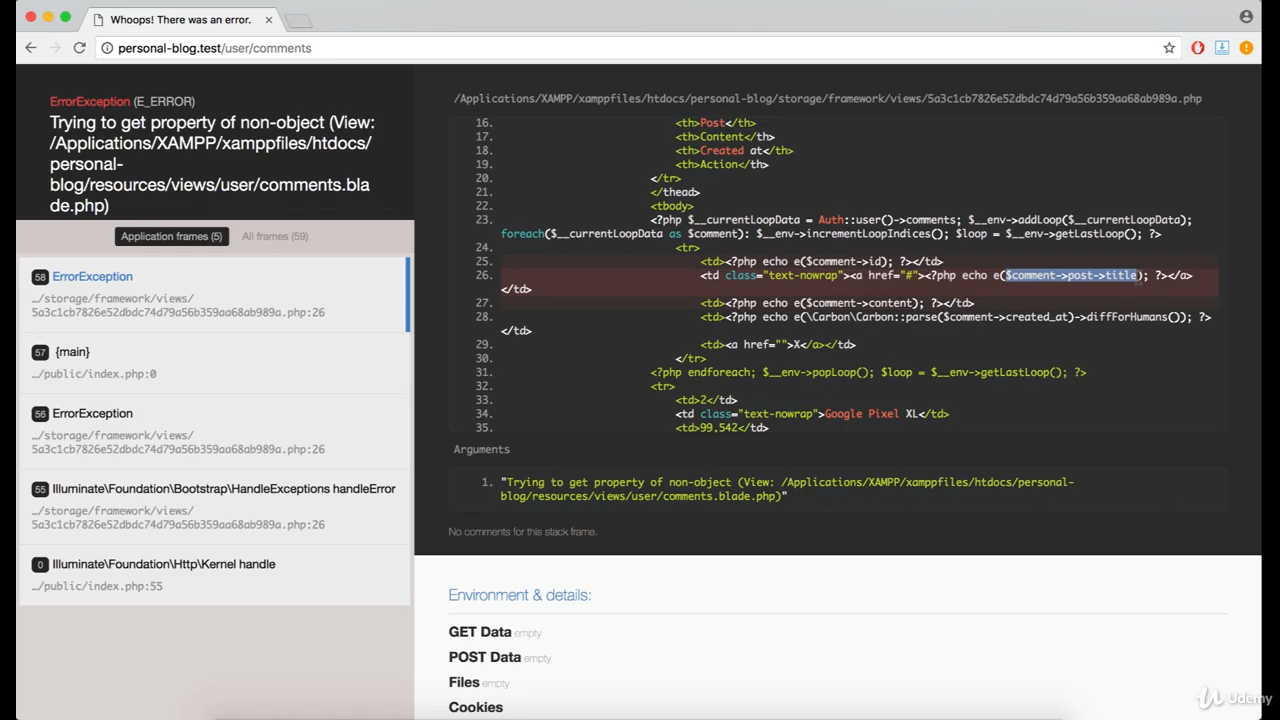 Whoops! There was an error.
personal-blog.test/user/comments
ErrorException (E_ERROR)
Trying to get property of non-object (View:
/Applications/XAMPP/xamppfiles/htdocs/
personal-
blog/resources/views/user/comments.bla
de.php)
Application frames (5) All frames (59)
58 ErrorException
…/storage/framework/views/
5a3c1cb7826e52dbdc74d79a56b359aa68ab989a.php:26
57 {main}
…/public/index.php:0
56 ErrorException
…/storage/framework/views/
5a3c1cb7826e52dbdc74d79a56b359aa68ab989a.php:26
55 Illuminate\Foundation\Bootstrap\HandleExceptions handleError
…/storage/framework/views/
5a3c1cb7826e52dbdc74d79a56b359aa68ab989a.php:26
0 Illuminate\Foundation\Http\Kernel handle
…/public/index.php:55
/Applications/XAMPP/xamppfiles/htdocs/personal-blog/storage/framework/views/5a3c1cb7826e52dbdc74d79a56b359aa68ab989a.php
16. <th>Post</th>
17. <th>Content</th>
18. <th>Created at</th>
19. <th>Action</th>
20. </tr>
21. </thead>
22. <tbody>
23. <?php $__currentLoopData = Auth::user()->comments; $__env->addLoop($__currentLoopData);
foreach($__currentLoopData as $comment): $__env->incrementLoopIndices(); $loop = $__env->getLastLoop(); ?>
24. <tr>
25. <td><?php echo e($comment->id); ?></td>
26. <td class="text-nowrap"><a href="#"><?php echo e($comment->post->title); ?></a>
</td>
27. <td><?php echo e($comment->content); ?></td>
28. <td><?php echo e(\Carbon\Carbon::parse($comment->created_at)->diffForHumans()); ?>
</td>
29. <td><a href="">X</a></td>
30. </tr>
31. <?php endforeach; $__env->popLoop(); $loop = $__env->getLastLoop(); ?>
32. <tr>
33. <td>2</td>
34. <td class="text-nowrap">Google Pixel XL</td>
35. <td>99,542</td>
Arguments
1. "Trying to get property of non-object (View: /Applications/XAMPP/xamppfiles/htdocs/personal-
blog/resources/views/user/comments.blade.php)"
No comments for this stack frame.
Environment & details:
GET Data empty
POST Data empty
Files empty
Cookies
Udemy